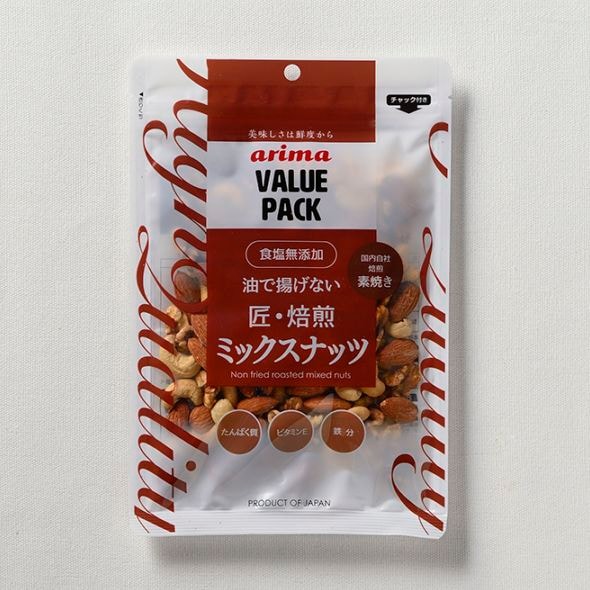 チャック付き
美味しさは鮮度から
arima
VALUE
PACK
食塩無添加
国内自社
焙煎
素焼き
油で揚げない
匠・焙煎
ミックスナッツ
Non fried roasted mixed nuts
たんぱく質
ビタミンE
鉄 分
PRODUCT OF JAPAN
Quality